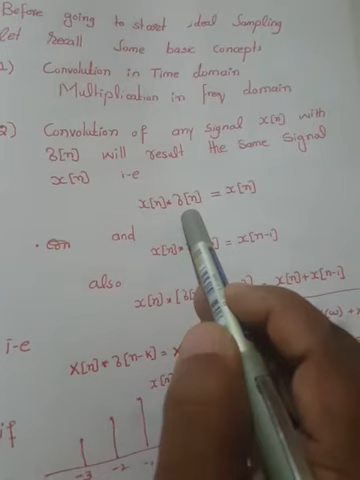 Before going to start ideal Sampling
let recall Some basic concepts
1) Convolution in Time domain
Multiplication in freq domain
2) Convolution of any signal x[n] with
δ[n] will result the same signal
x[n] i-e
x[n]*δ[n] = x[n]
and
x[n]* ] = x[n-1]
also
x[n]*[δ[ ] = x[n]+x[n-1]
(ω) +
i-e
x[n]*δ[n-k] =
x[n
if
-3 -2 -1